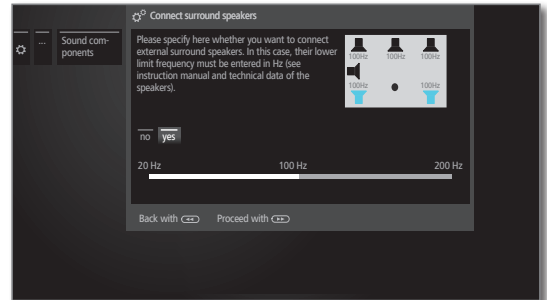 Connect surround speakers
... Sound com-
ponents
Please specify here whether you want to connect
external surround speakers. In this case, their lower
limit frequency must be entered in Hz (see
instruction manual and technical data of the
speakers).
100Hz 100Hz 100Hz
100Hz 100Hz
no yes
20 Hz 100 Hz 200 Hz
Back with Proceed with